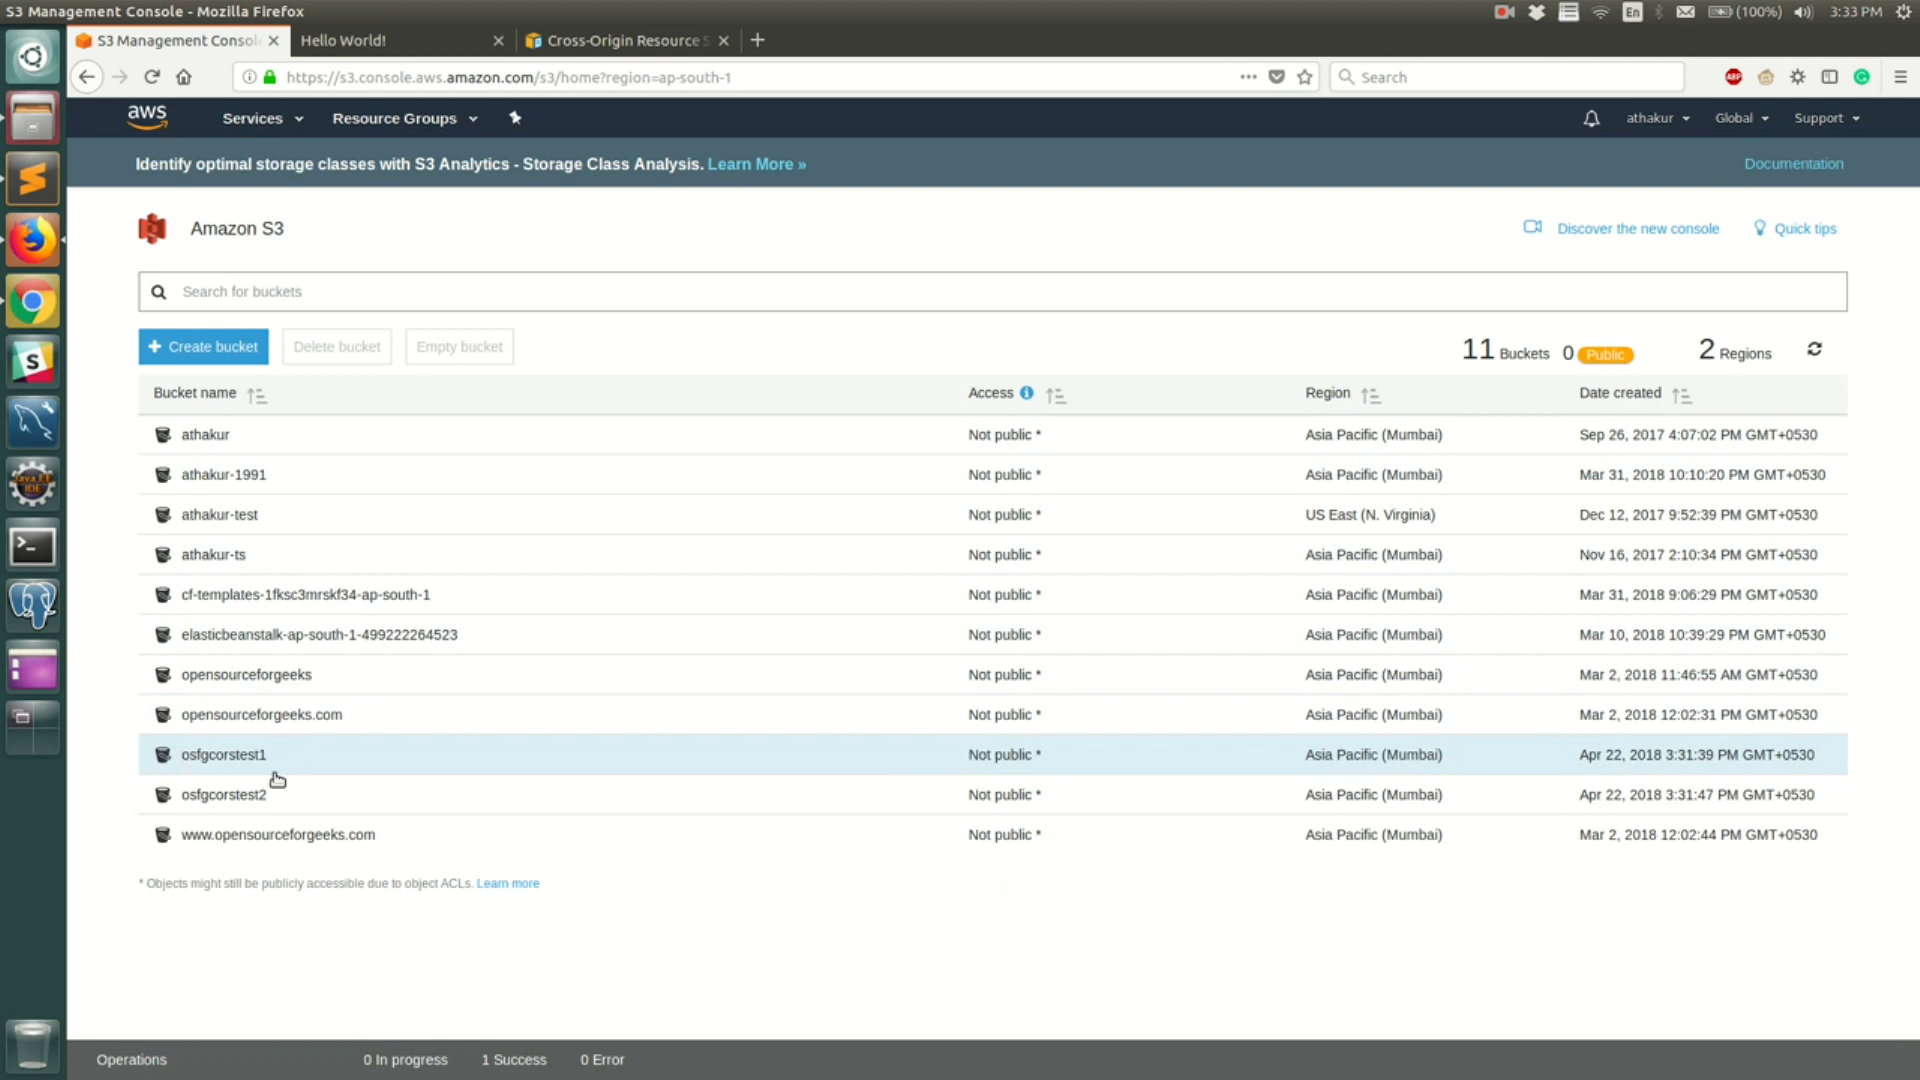 S3 Management Console - Mozilla Firefox
En
(100%)
3:33 PM
S3 Management Consol
Hello World!
Cross-Origin Resource S
https://s3.console.aws.amazon.com/s3/home?region=ap-south-1
Search
ABP
aws
Services
Resource Groups
athakur
Global
Support
Identify optimal storage classes with S3 Analytics - Storage Class Analysis. Learn More »
Documentation
Amazon S3
Discover the new console
Quick tips
Search for buckets
+ Create bucket
Delete bucket
Empty bucket
11 Buckets 0 Public
2 Regions
Bucket name
Access
Region
Date created
athakur Not public * Asia Pacific (Mumbai) Sep 26, 2017 4:07:02 PM GMT+0530
athakur-1991 Not public * Asia Pacific (Mumbai) Mar 31, 2018 10:10:20 PM GMT+0530
athakur-test Not public * US East (N. Virginia) Dec 12, 2017 9:52:39 PM GMT+0530
athakur-ts Not public * Asia Pacific (Mumbai) Nov 16, 2017 2:10:34 PM GMT+0530
cf-templates-1fksc3mrskf34-ap-south-1 Not public * Asia Pacific (Mumbai) Mar 31, 2018 9:06:29 PM GMT+0530
elasticbeanstalk-ap-south-1-499222264523 Not public * Asia Pacific (Mumbai) Mar 10, 2018 10:39:29 PM GMT+0530
opensourceforgeeks Not public * Asia Pacific (Mumbai) Mar 2, 2018 11:46:55 AM GMT+0530
opensourceforgeeks.com Not public * Asia Pacific (Mumbai) Mar 2, 2018 12:02:31 PM GMT+0530
osfgcorstest1 Not public * Asia Pacific (Mumbai) Apr 22, 2018 3:31:39 PM GMT+0530
osfgcorstest2 Not public * Asia Pacific (Mumbai) Apr 22, 2018 3:31:47 PM GMT+0530
www.opensourceforgeeks.com Not public * Asia Pacific (Mumbai) Mar 2, 2018 12:02:44 PM GMT+0530
* Objects might still be publicly accessible due to object ACLs. Learn more
Java EE
IDE
Operations
0 In progress
1 Success
0 Error